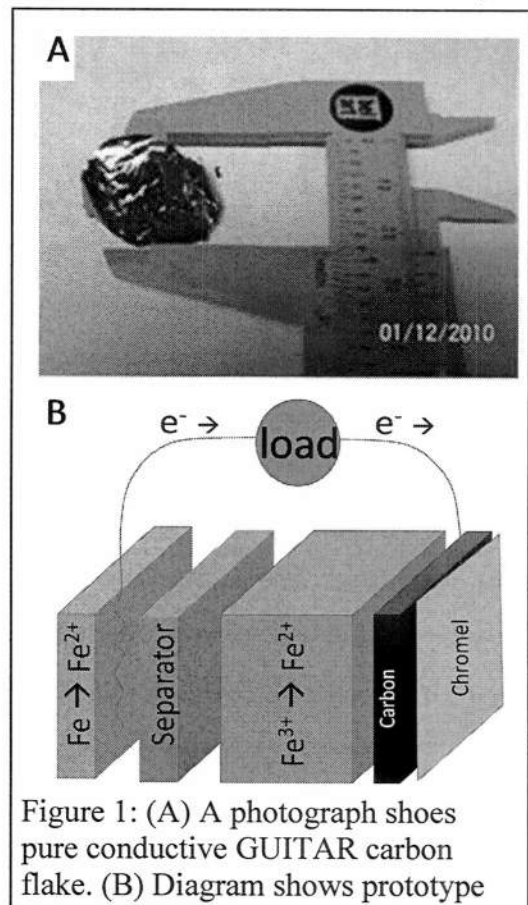 A
01/12/2010
B
e⁻ → load e⁻ →
Fe → Fe²⁺
Separator
Fe³⁺ → Fe²⁺
Carbon
Chromel
Figure 1: (A) A photograph shoes
pure conductive GUITAR carbon
flake. (B) Diagram shows prototype